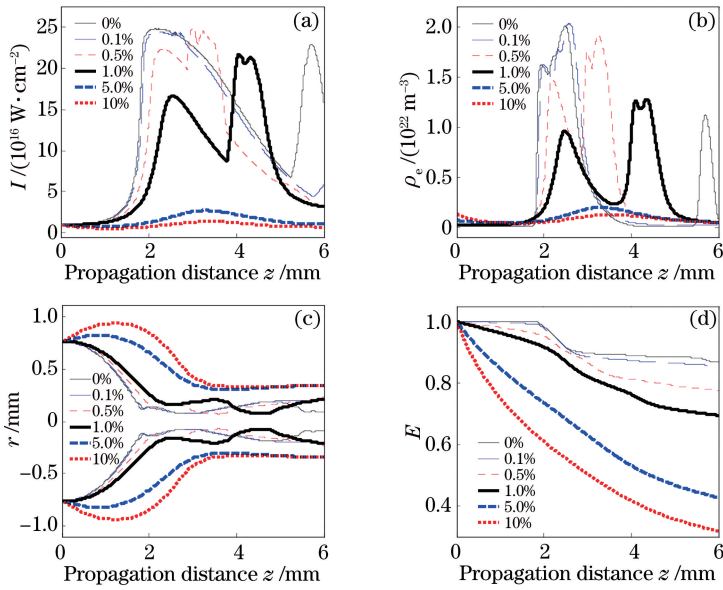 (a)
0%
0.1%
0.5%
1.0%
5.0%
10%
30
25
20
15
10
5
0
I /(10¹⁶ W·cm⁻²)
0 2 4 6
Propagation distance z /mm
(b)
0%
0.1%
0.5%
1.0%
5.0%
10%
2.0
1.5
1.0
0.5
0
ρe /(10²² m⁻³)
0 2 4 6
Propagation distance z /mm
(c)
1.0
0.5
0
−0.5
−1.0
r /mm
0%
0.1%
0.5%
1.0%
5.0%
10%
0 2 4 6
Propagation distance z /mm
(d)
1.0
0.8
0.6
0.4
E
0%
0.1%
0.5%
1.0%
5.0%
10%
0 2 4 6
Propagation distance z /mm